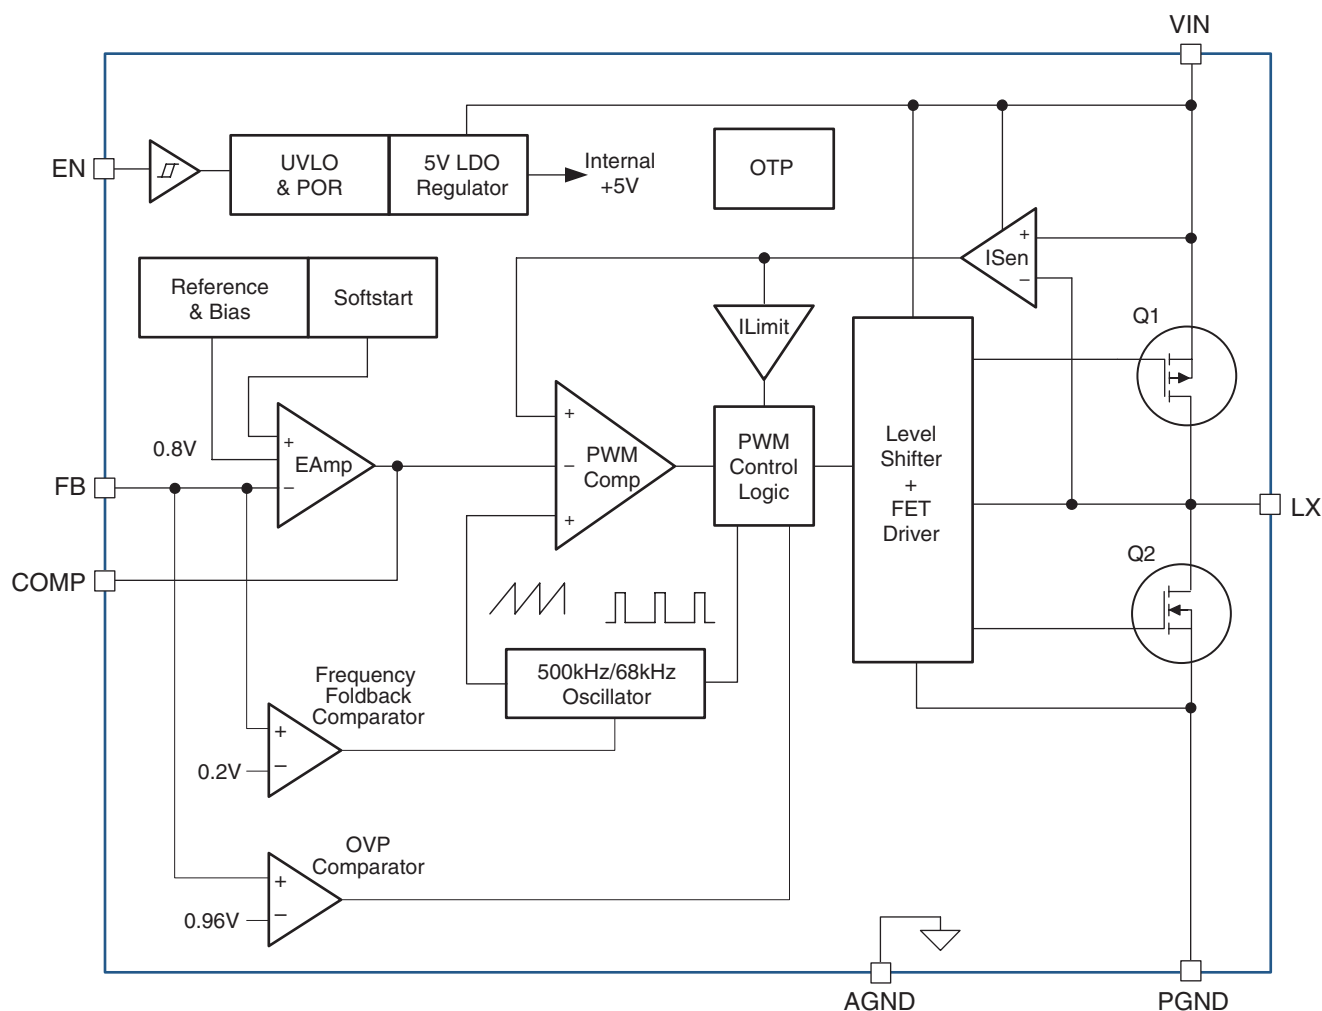 VIN
EN
UVLO
& POR
5V LDO
Regulator
Internal
+5V
OTP
Reference
& Bias
Softstart
+
ISen
−
ILimit
Q1
0.8V
+
EAmp
−
FB
+
−
PWM
Comp
+
PWM
Control
Logic
Level
Shifter
+
FET
Driver
LX
Q2
COMP
500kHz/68kHz
Oscillator
Frequency
Foldback
Comparator
+
0.2V
−
OVP
Comparator
+
0.96V
−
AGND
PGND